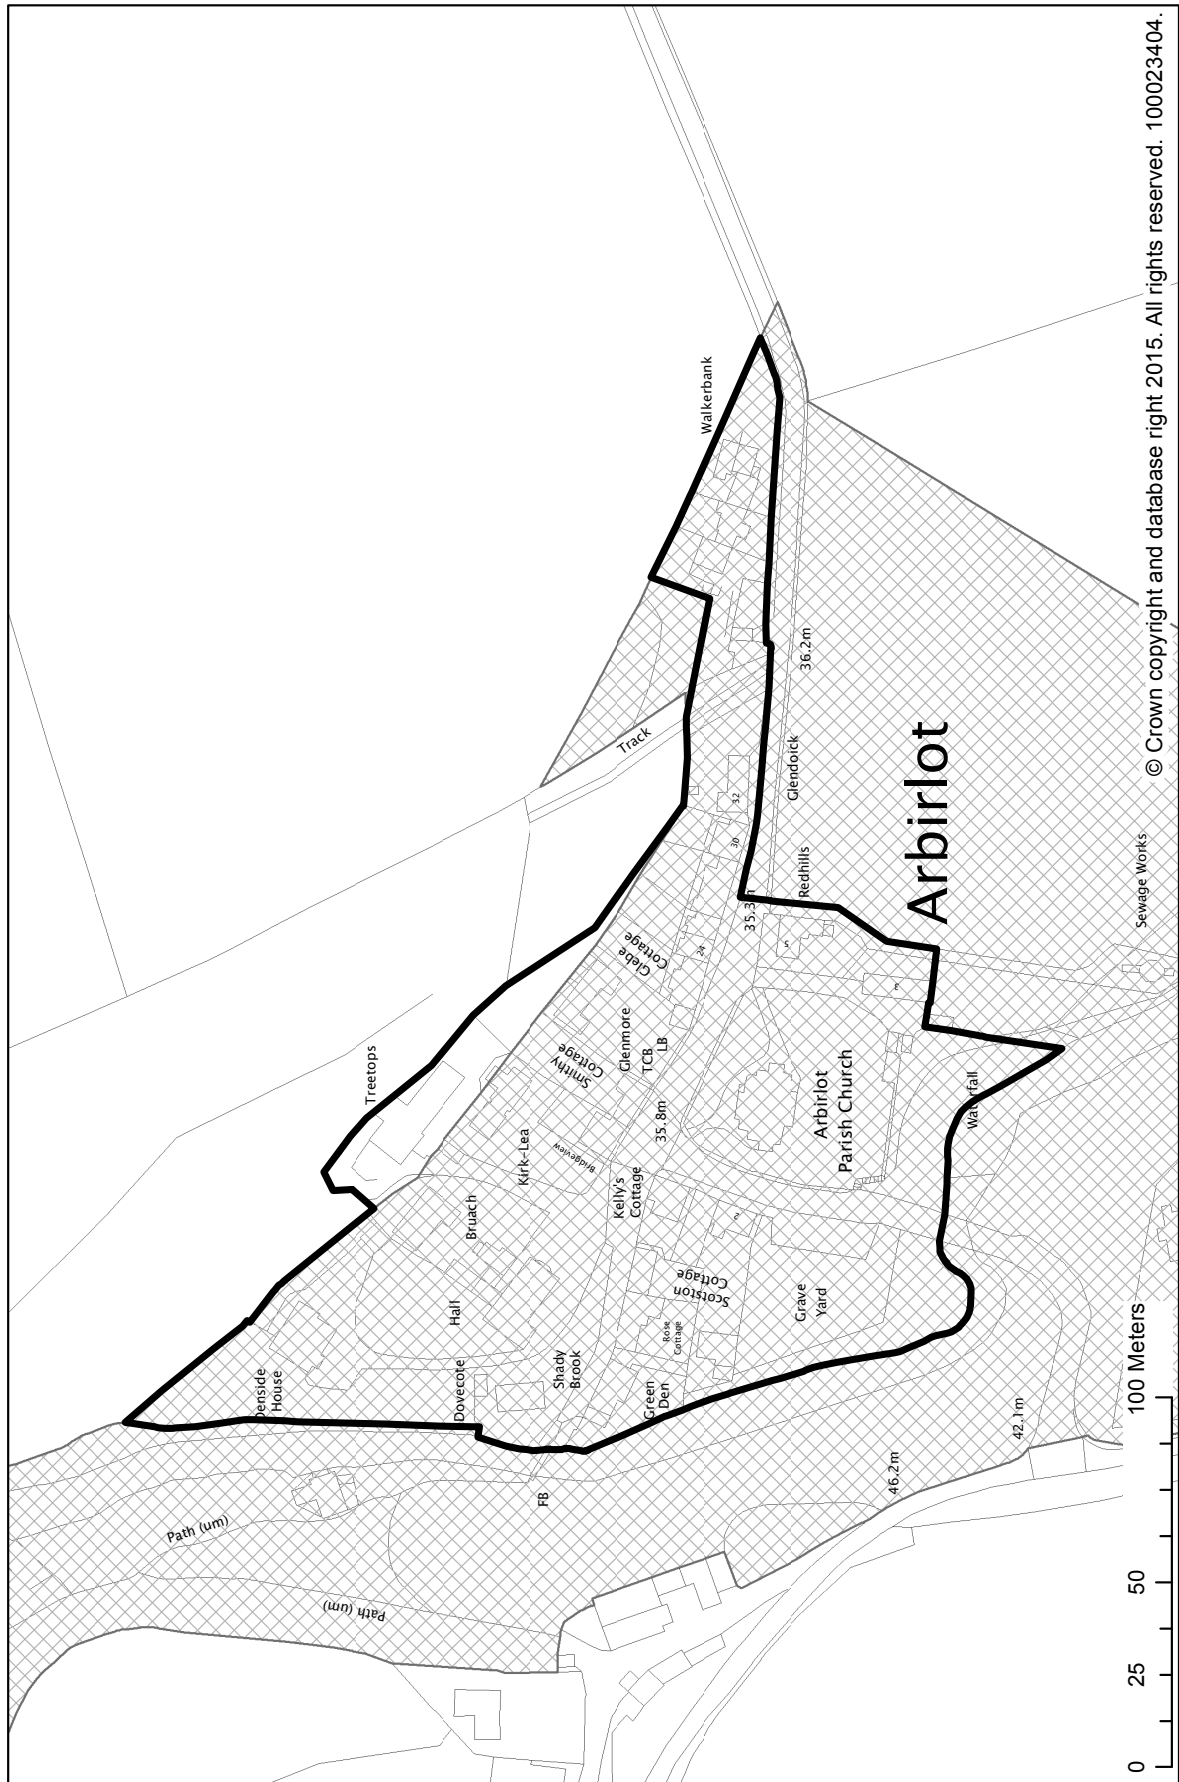 Denside
House
Path (um)
Path (um)
Dovecote
Hall
Treetops
Bruach
Kirk-Lea
FB
Shady
Brook
Bridgeview
Smithy
Cottage
Glebe
Cottage
Kelly's
Cottage
Glenmore
TCB
LB
35.8m
Green
Den
Rose
Cottage
Scotston
Cottage
2
24
30
32
Track
Walkerbank
35.3m
Glendoick
Redhills
36.2m
5
3
Grave
Yard
Arbirlot
Parish Church
Arbirlot
Waterfall
46.2m
42.1m
Sewage Works
0
25
50
100 Meters
© Crown copyright and database right 2015. All rights reserved. 100023404.